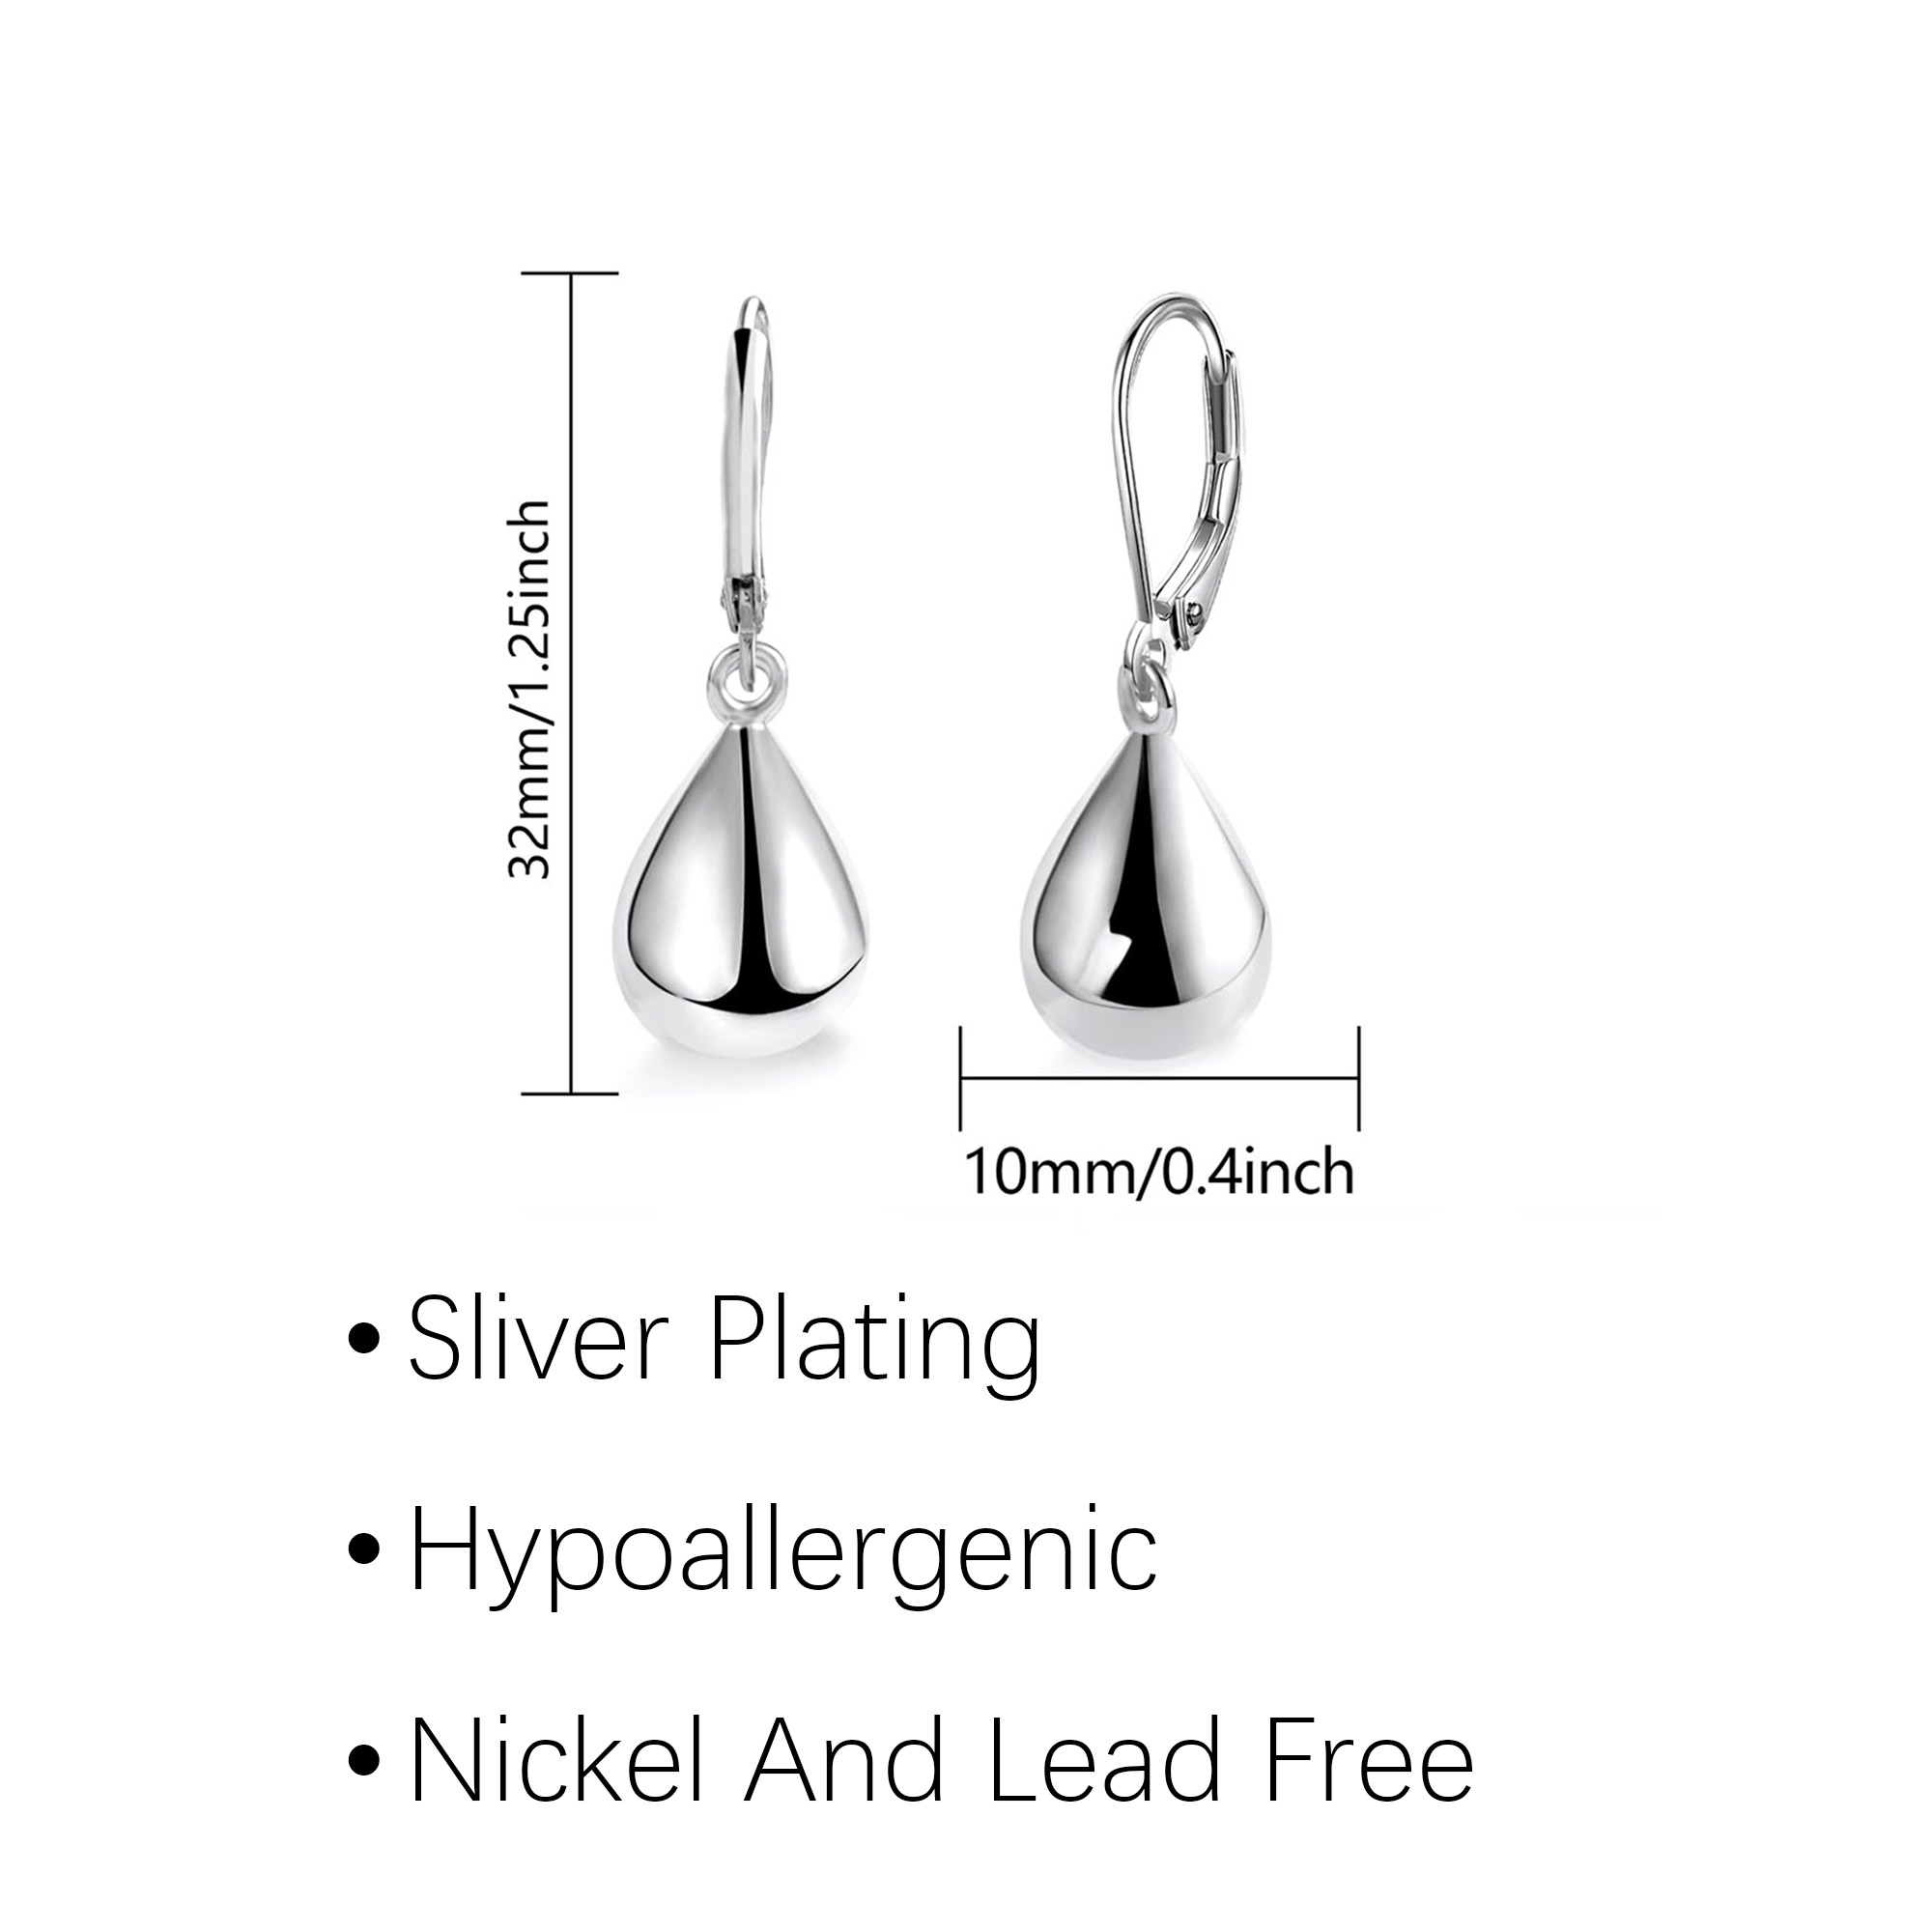 32mm/1.25inch
10mm/0.4inch
• Sliver Plating
• Hypoallergenic
• Nickel And Lead Free